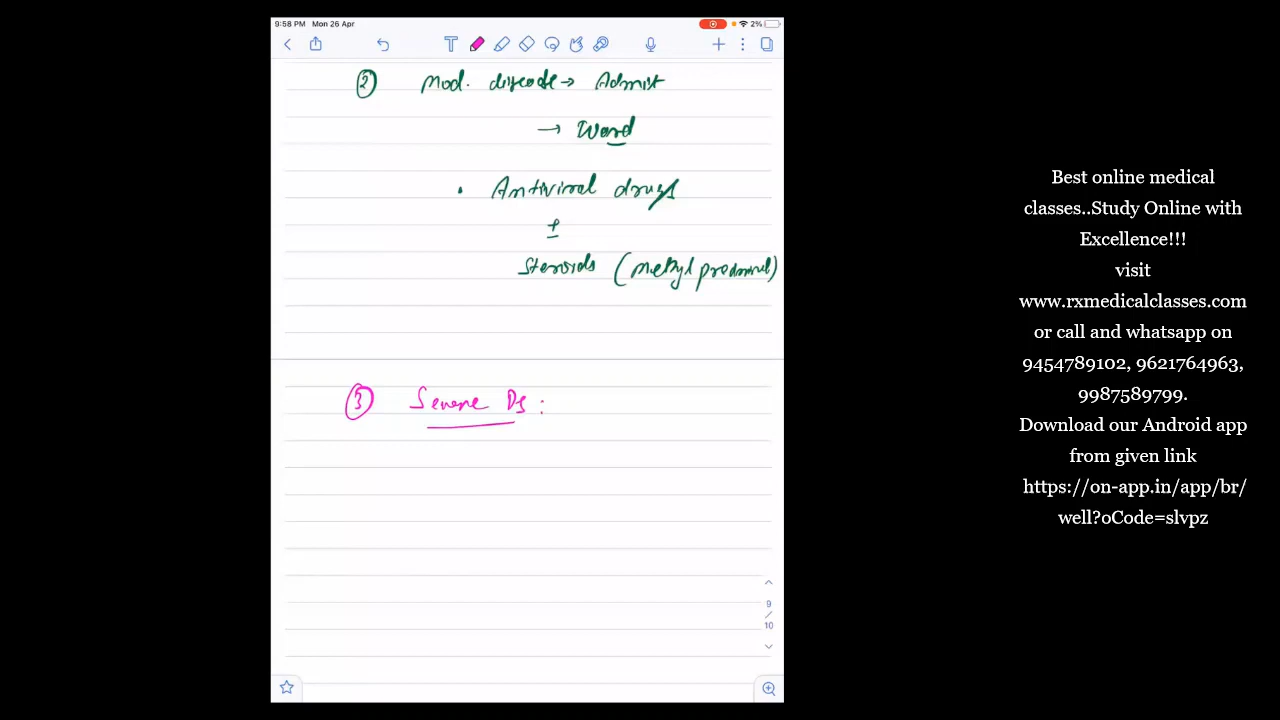 9:58 PM Mon 26 Apr
2%
② Mod. disease → Admit
→ Ward
• Antiviral drugs
±
Steroids (Methyl
③ Severe Ds :
9
/
10
Best online medical
classes..Study Online with
Excellence!!!
visit
www.rxmedicalclasses.com
or call and whatsapp on
9454789102, 9621764963,
9987589799.
Download our Android app
from given link
https://on-app.in/app/br/
well?oCode=slvpz